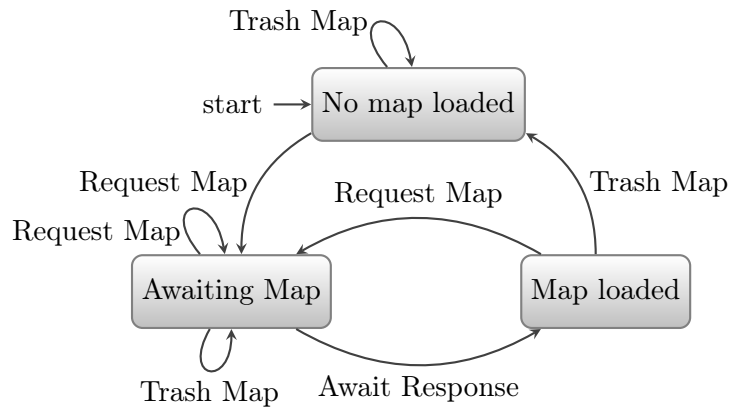 Trash Map
start
No map loaded
Request Map
Request Map
Trash Map
Request Map
Awaiting Map
Map loaded
Trash Map
Await Response